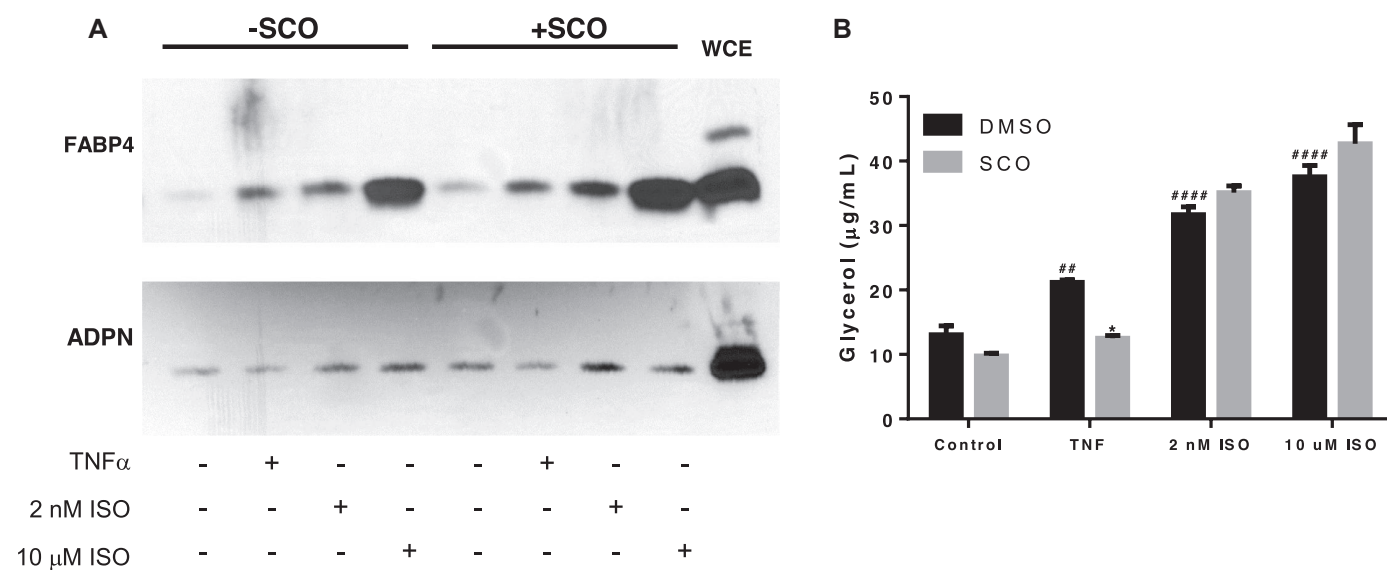 A
-SCO
+SCO
WCE
FABP4
ADPN
TNFα - + - - - + - -
2 nM ISO - - + - - - + -
10 μM ISO - - - + - - - +
B
DMSO
SCO
Glycerol (μg/mL)
50
40
30
20
10
0
##
*
####
####
Control TNF 2 nM ISO 10 uM ISO